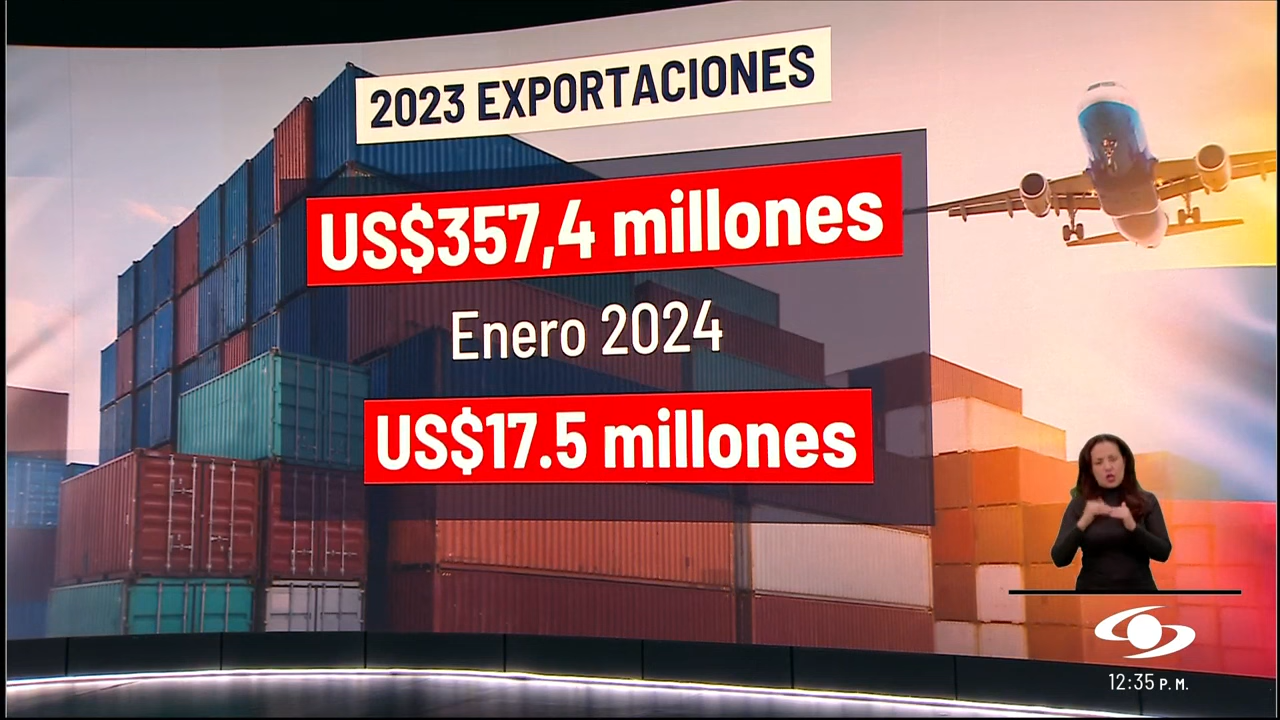 2023 EXPORTACIONES
US$357,4 millones
Enero 2024
US$17.5 millones
12:35 P. M.